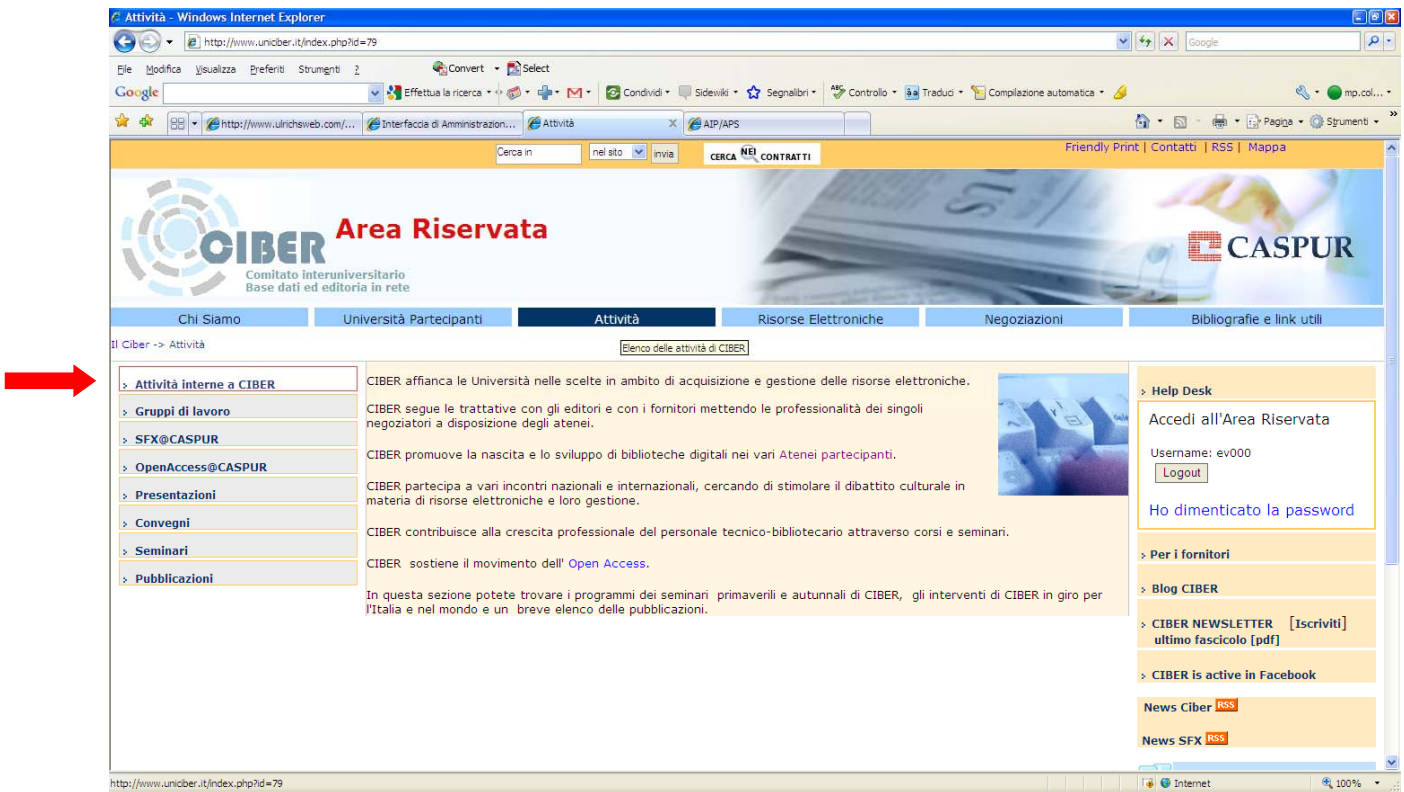 Attività - Windows Internet Explorer
http://www.uniciber.it/index.php?id=79
Google
File Modifica Visualizza Preferiti Strumenti ?
Convert Select
Google
Effettua la ricerca
Condividi
Sidewiki
Segnalibri
Controllo
Traduci
Compilazione automatica
mp.col...
http://www.ulrichsweb.com/...
Interfaccia di Amministrazion...
Attività
AIP/APS
Pagina
Strumenti
Cerca in
nel sito
invia
CERCA NEI CONTRATTI
Friendly Print | Contatti | RSS | Mappa
CIBER
Comitato interuniversitario
Base dati ed editoria in rete
Area Riservata
CASPUR
Chi Siamo
Università Partecipanti
Attività
Risorse Elettroniche
Negoziazioni
Bibliografie e link utili
Il Ciber -> Attività
Elenco delle attività di CIBER
Attività interne a CIBER
Gruppi di lavoro
SFX@CASPUR
OpenAccess@CASPUR
Presentazioni
Convegni
Seminari
Pubblicazioni
CIBER affianca le Università nelle scelte in ambito di acquisizione e gestione delle risorse elettroniche.
CIBER segue le trattative con gli editori e con i fornitori mettendo le professionalità dei singoli
negoziatori a disposizione degli atenei.
CIBER promuove la nascita e lo sviluppo di biblioteche digitali nei vari Atenei partecipanti.
CIBER partecipa a vari incontri nazionali e internazionali, cercando di stimolare il dibattito culturale in
materia di risorse elettroniche e loro gestione.
CIBER contribuisce alla crescita professionale del personale tecnico-bibliotecario attraverso corsi e seminari.
CIBER sostiene il movimento dell' Open Access.
In questa sezione potete trovare i programmi dei seminari primaverili e autunnali di CIBER, gli interventi di CIBER in giro per
l'Italia e nel mondo e un breve elenco delle pubblicazioni.
Help Desk
Accedi all'Area Riservata
Username: ev000
Logout
Ho dimenticato la password
Per i fornitori
Blog CIBER
CIBER NEWSLETTER [Iscriviti]
ultimo fascicolo [pdf]
CIBER is active in Facebook
News Ciber RSS
News SFX RSS
http://www.uniciber.it/index.php?id=79
Internet
100%